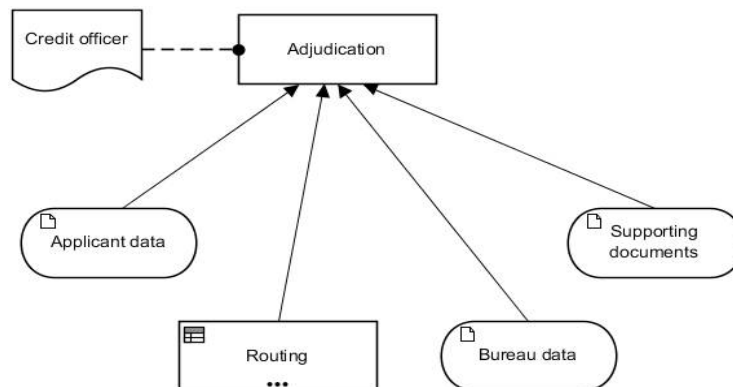 Credit officer
Adjudication
Applicant data
Supporting
documents
Routing
Bureau data